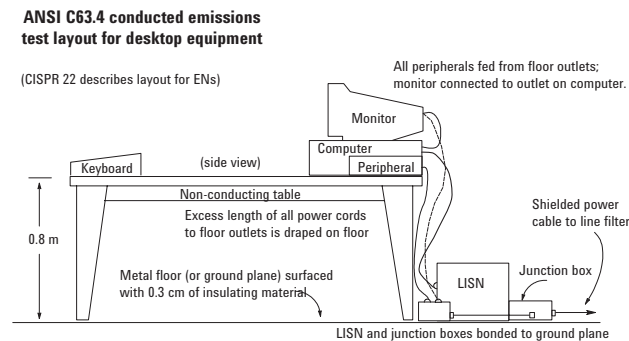 ANSI C63.4 conducted emissions
test layout for desktop equipment
(CISPR 22 describes layout for ENs)
All peripherals fed from floor outlets;
monitor connected to outlet on computer.
Monitor
Computer
Peripheral
Keyboard
(side view)
Non-conducting table
Excess length of all power cords
to floor outlets is draped on floor
0.8 m
Shielded power
cable to line filter
Metal floor (or ground plane) surfaced
with 0.3 cm of insulating material
LISN
Junction box
LISN and junction boxes bonded to ground plane